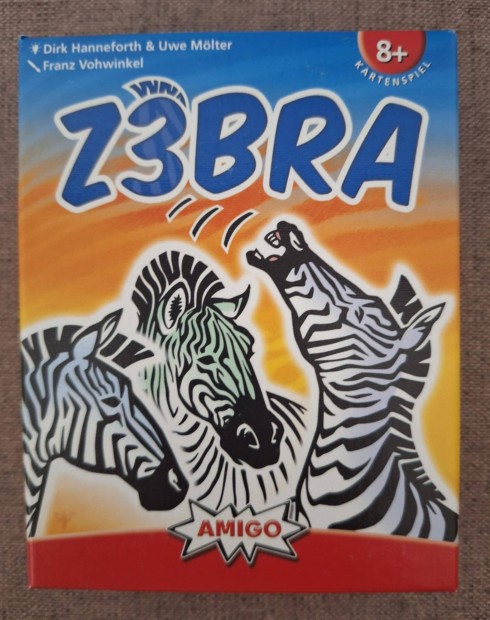 Dirk Hanneforth & Uwe Mölter
Franz Vohwinkel
8+
KARTENSPIEL
Z3BRA
AMIGO